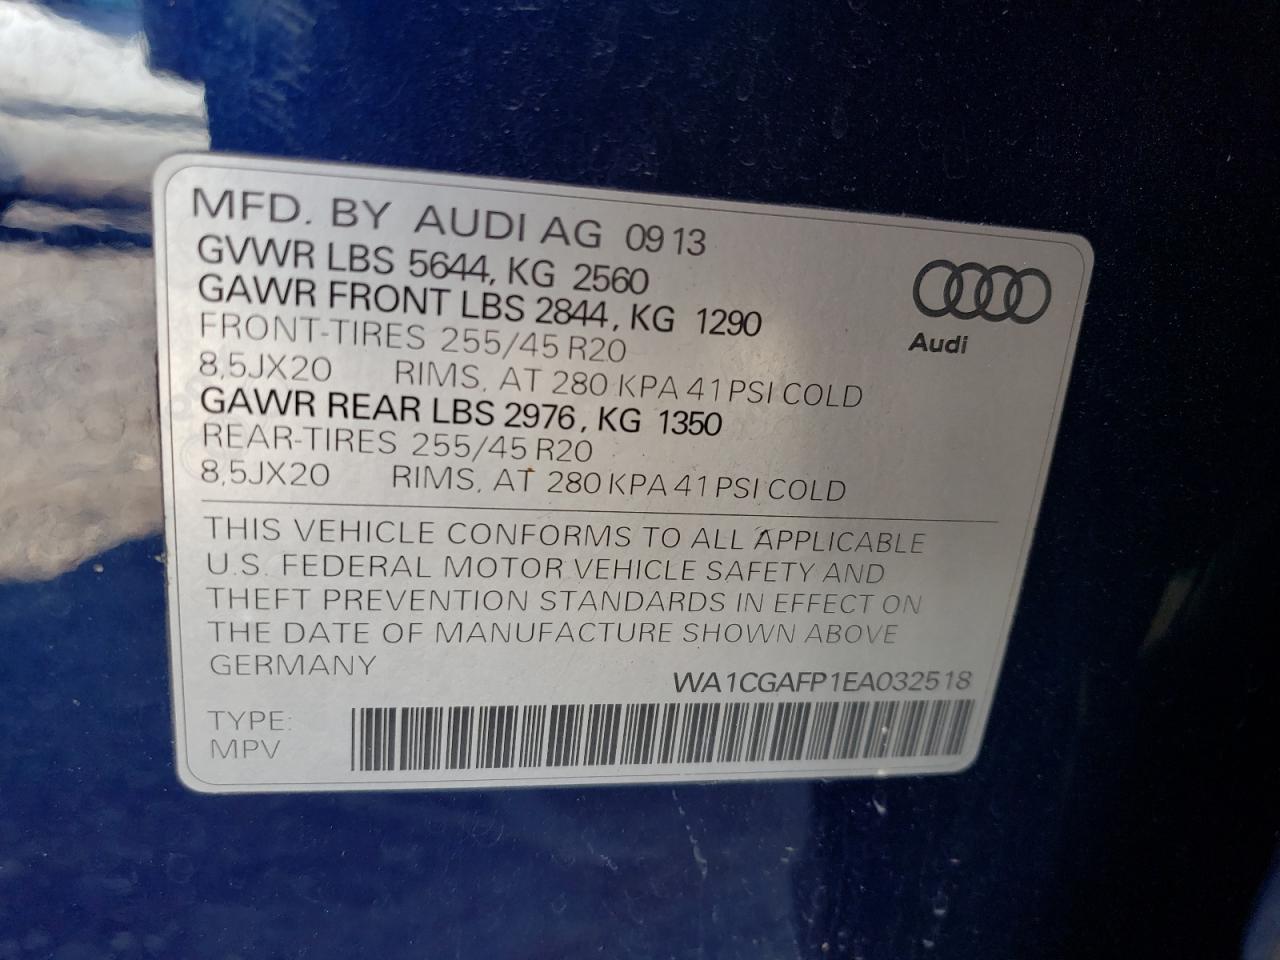 MFD. BY AUDI AG 0913
GVWR LBS 5644, KG 2560
GAWR FRONT LBS 2844, KG 1290
FRONT-TIRES 255/45 R20
8,5JX20 RIMS, AT 280 KPA 41 PSI COLD
GAWR REAR LBS 2976, KG 1350
REAR-TIRES 255/45 R20
8,5JX20 RIMS, AT 280 KPA 41 PSI COLD
Audi
THIS VEHICLE CONFORMS TO ALL APPLICABLE
U.S. FEDERAL MOTOR VEHICLE SAFETY AND
THEFT PREVENTION STANDARDS IN EFFECT ON
THE DATE OF MANUFACTURE SHOWN ABOVE
GERMANY
WA1CGAFP1EA032518
TYPE:
MPV